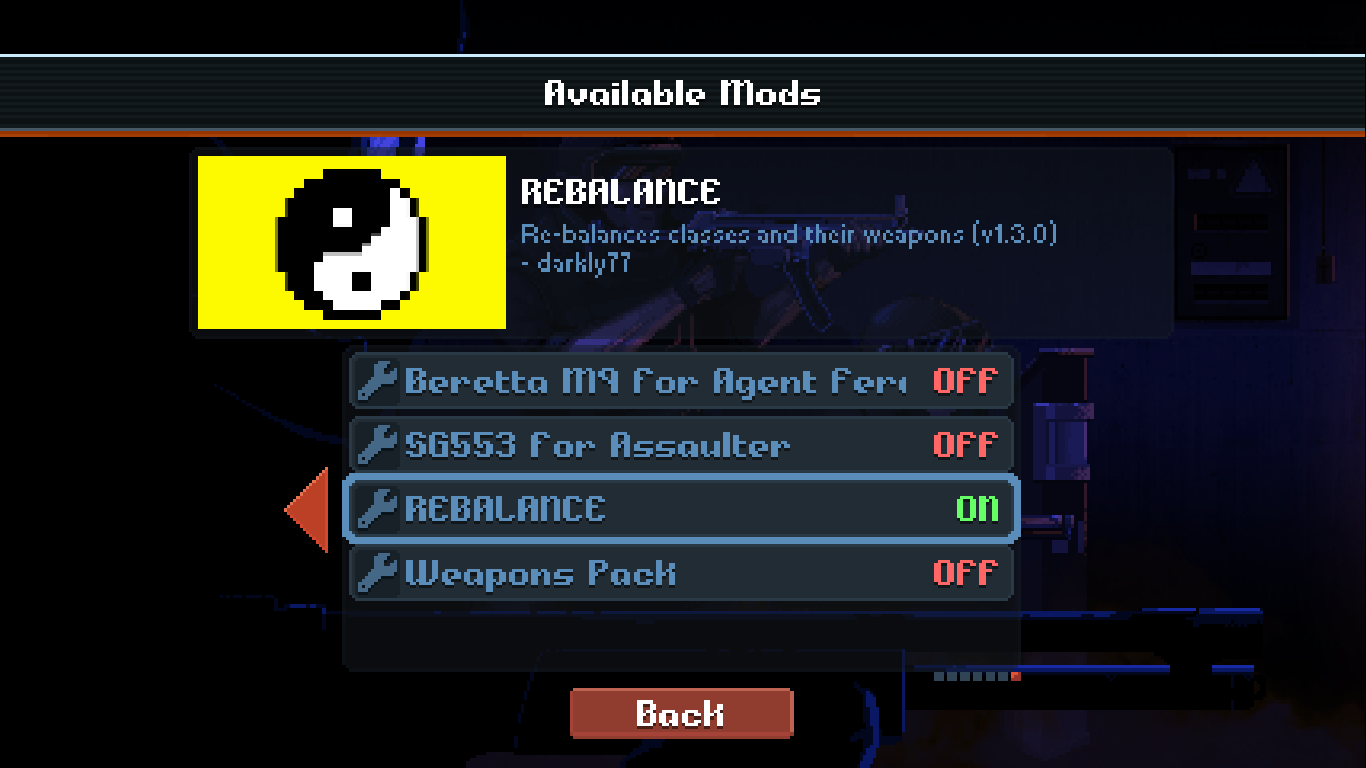 Available Mods
REBALANCE
Re-balances classes and their weapons (v1.3.0)
- darkly77
Beretta M9 for Agent OFF
SG553 for Assaulter OFF
REBALANCE ON
Weapons Pack OFF
Back